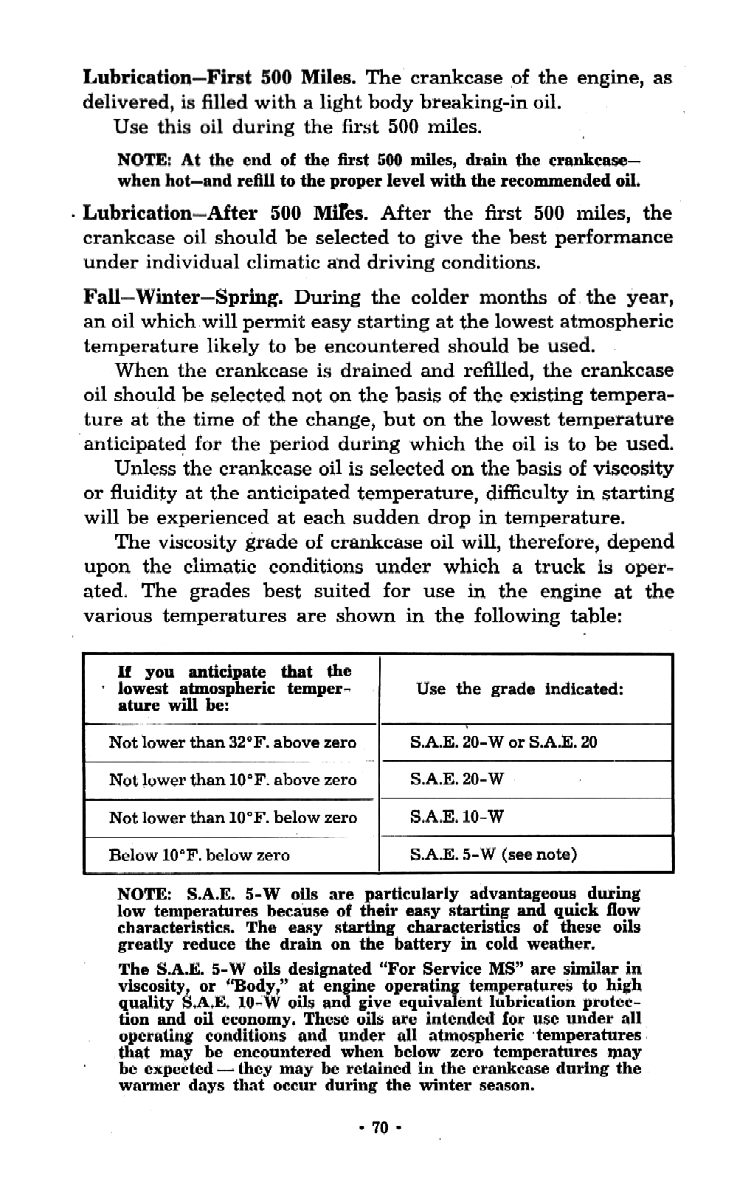 Lubrication—First 500 Miles. The crankcase of the engine, as
delivered, is filled with a light body breaking-in oil.
Use this oil during the first 500 miles.
NOTE: At the end of the first 500 miles, drain the crankcase—
when hot—and refill to the proper level with the recommended oil.
Lubrication—After 500 Miles. After the first 500 miles, the
crankcase oil should be selected to give the best performance
under individual climatic and driving conditions.
Fall—Winter—Spring. During the colder months of the year,
an oil which will permit easy starting at the lowest atmospheric
temperature likely to be encountered should be used.
When the crankcase is drained and refilled, the crankcase
oil should be selected not on the basis of the existing tempera-
ture at the time of the change, but on the lowest temperature
anticipated for the period during which the oil is to be used.
Unless the crankcase oil is selected on the basis of viscosity
or fluidity at the anticipated temperature, difficulty in starting
will be experienced at each sudden drop in temperature.
The viscosity grade of crankcase oil will, therefore, depend
upon the climatic conditions under which a truck is oper-
ated. The grades best suited for use in the engine at the
various temperatures are shown in the following table:
If you anticipate that the
lowest atmospheric temper-
ature will be:
Use the grade indicated:
Not lower than 32°F. above zero
S.A.E. 20-W or S.A.E. 20
Not lower than 10°F. above zero
S.A.E. 20-W
Not lower than 10°F. below zero
S.A.E. 10-W
Below 10°F. below zero
S.A.E. 5-W (see note)
NOTE: S.A.E. 5-W oils are particularly advantageous during
low temperatures because of their easy starting and quick flow
characteristics. The easy starting characteristics of these oils
greatly reduce the drain on the battery in cold weather.
The S.A.E. 5-W oils designated “For Service MS” are similar in
viscosity, or “Body,” at engine operating temperatures to high
quality S.A.E. 10-W oils and give equivalent lubrication protec-
tion and oil economy. These oils are intended for use under all
operating conditions and under all atmospheric temperatures
that may be encountered when below zero temperatures may
be expected — they may be retained in the crankcase during the
warmer days that occur during the winter season.
• 70 •